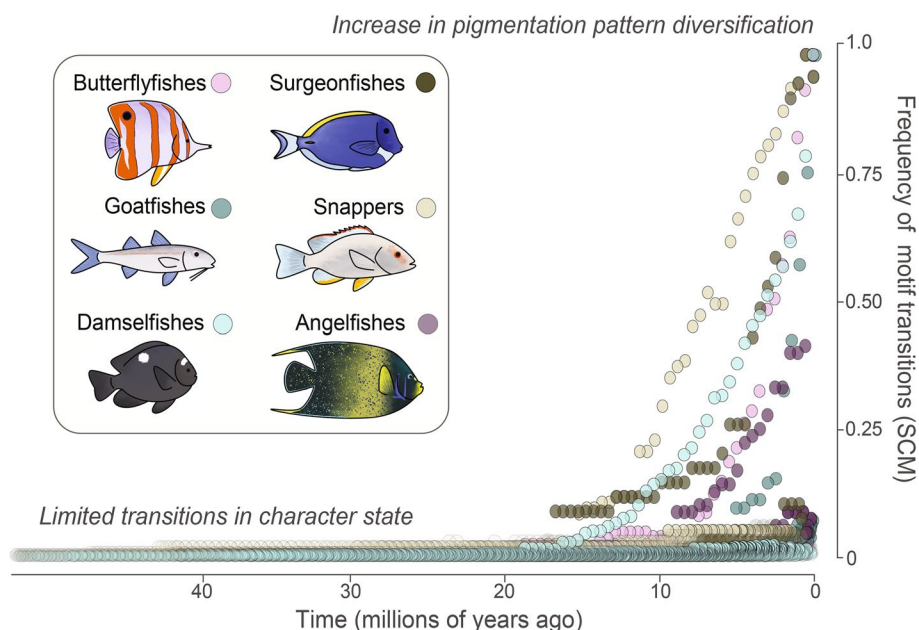 Increase in pigmentation pattern diversification
Butterflyfishes
Surgeonfishes
Goatfishes
Snappers
Damselfishes
Angelfishes
Limited transitions in character state
1.0
0.75
0.50
0.25
0
Frequency of motif transitions (SCM)
40
30
20
10
0
Time (millions of years ago)